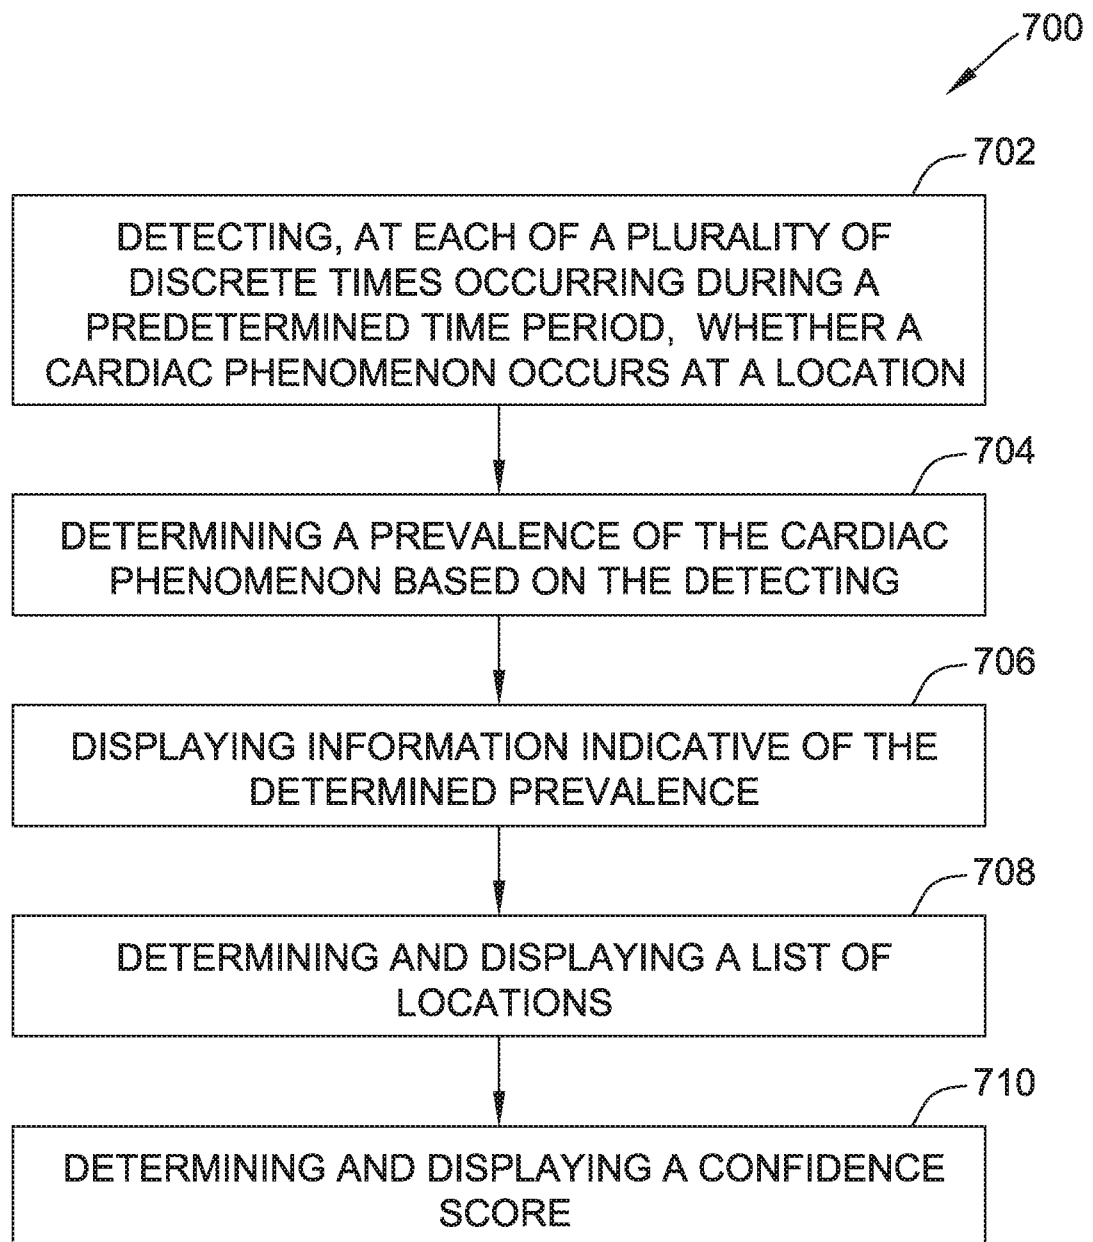 700
702
DETECTING, AT EACH OF A PLURALITY OF
DISCRETE TIMES OCCURRING DURING A
PREDETERMINED TIME PERIOD, WHETHER A
CARDIAC PHENOMENON OCCURS AT A LOCATION
704
DETERMINING A PREVALENCE OF THE CARDIAC
PHENOMENON BASED ON THE DETECTING
706
DISPLAYING INFORMATION INDICATIVE OF THE
DETERMINED PREVALENCE
708
DETERMINING AND DISPLAYING A LIST OF
LOCATIONS
710
DETERMINING AND DISPLAYING A CONFIDENCE
SCORE